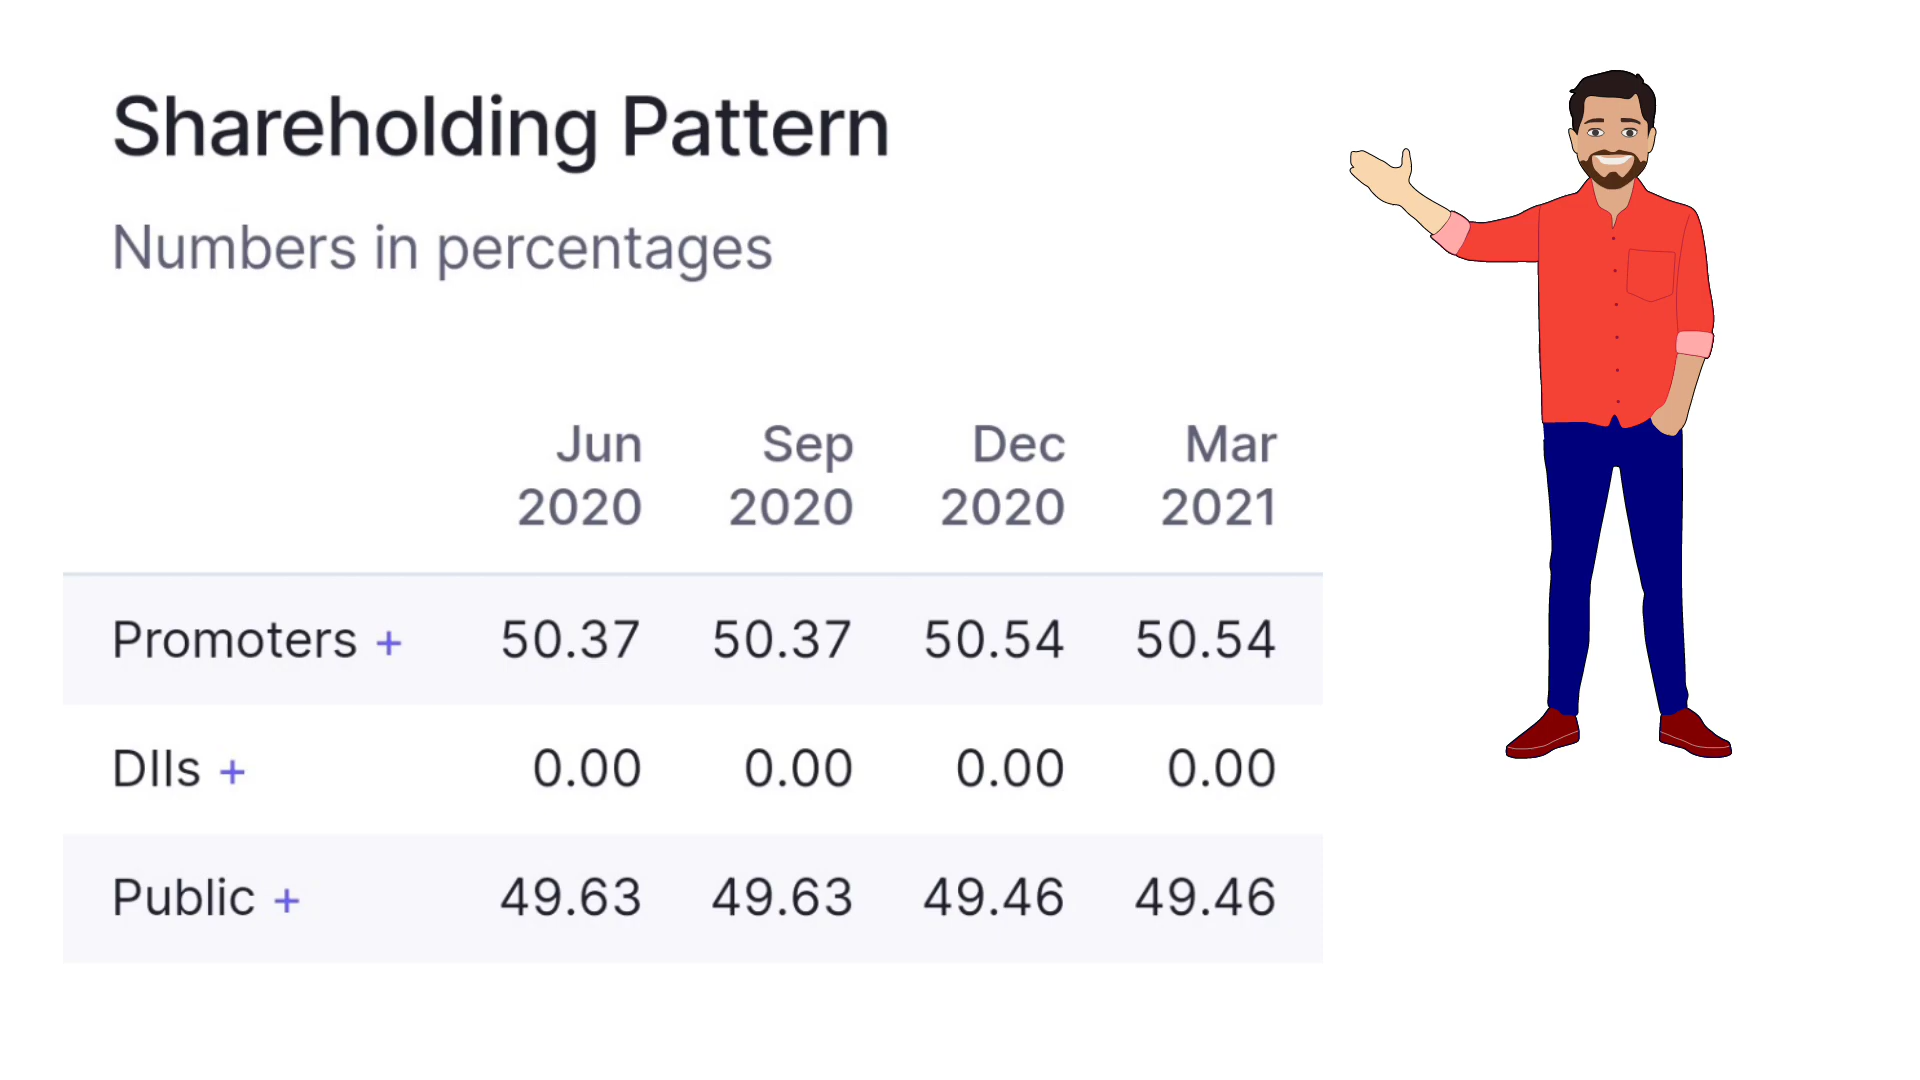 Shareholding Pattern
Numbers in percentages
Jun 2020 Sep 2020 Dec 2020 Mar 2021
Promoters + 50.37 50.37 50.54 50.54
DIIs + 0.00 0.00 0.00 0.00
Public + 49.63 49.63 49.46 49.46